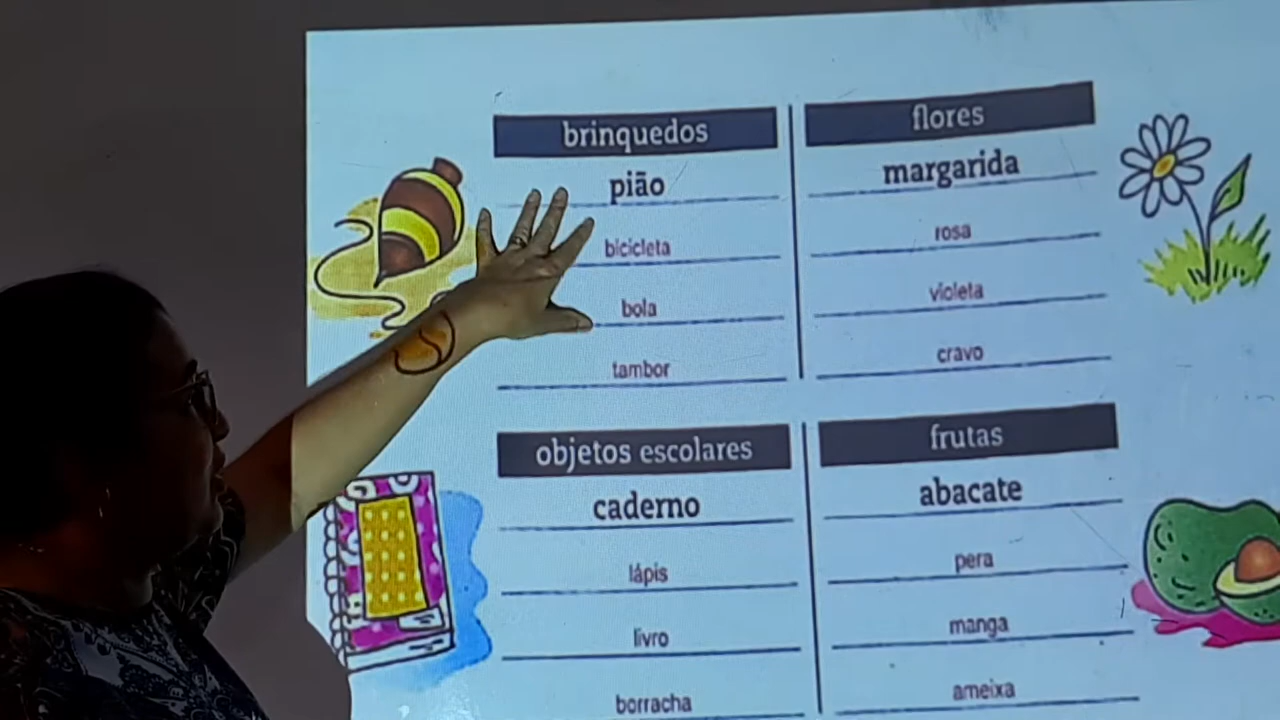 brinquedos
pião
bicicleta
bola
tambor
flores
margarida
rosa
violeta
cravo
objetos escolares
caderno
lápis
livro
borracha
frutas
abacate
pera
manga
ameixa